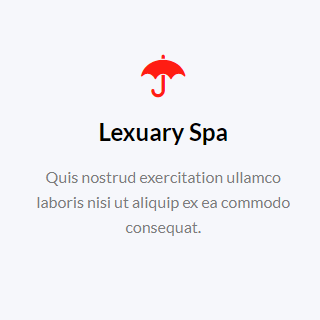 Lexuary Spa
Quis nostrud exercitation ullamco
laboris nisi ut aliquip ex ea commodo
consequat.